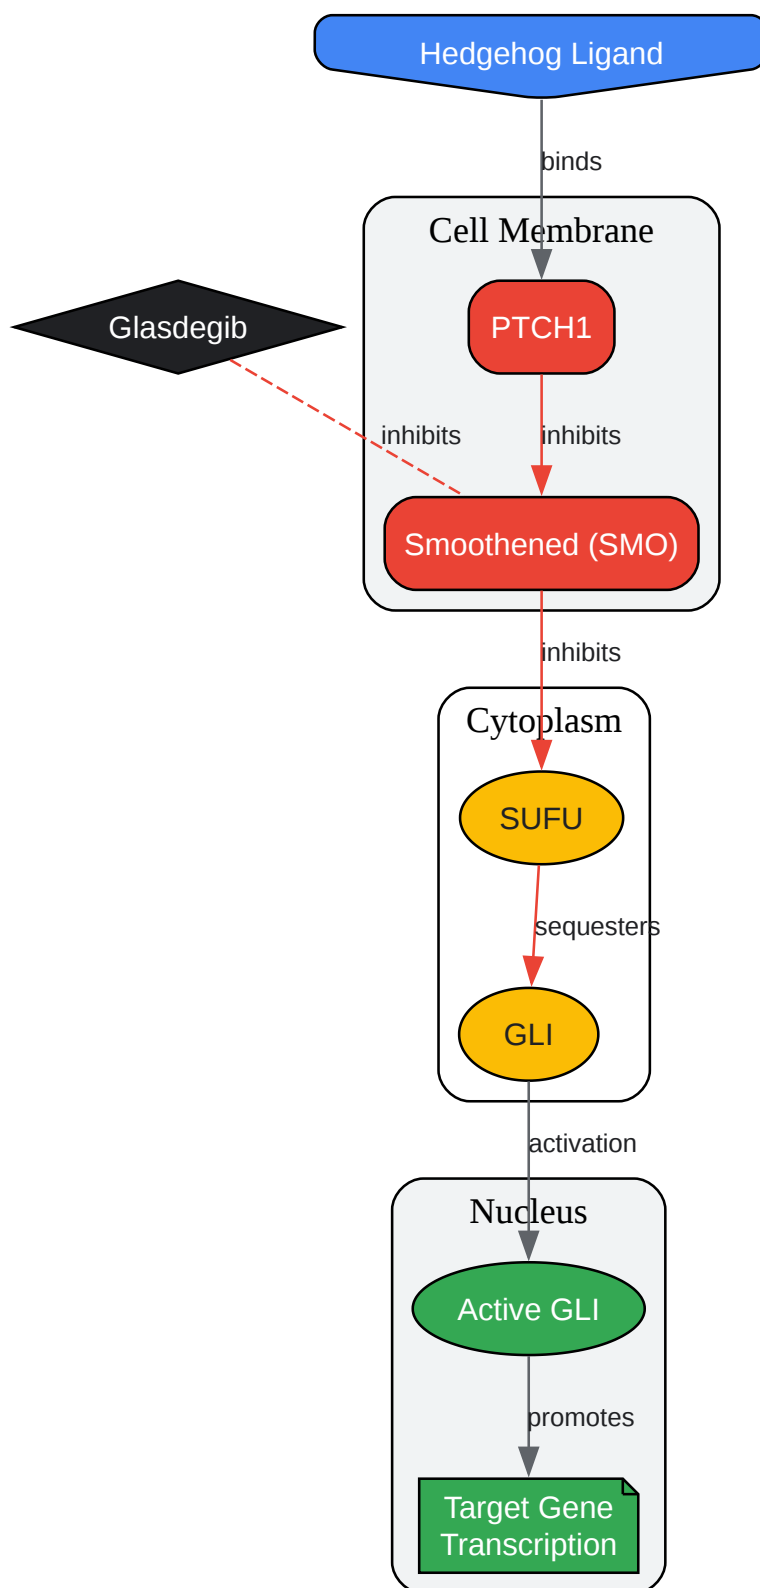 Hedgehog Ligand
binds
Cell Membrane
Glasdegib
PTCH1
inhibits
inhibits
Smoothened (SMO)
inhibits
Cytoplasm
SUFU
sequesters
GLI
activation
Nucleus
Active GLI
promotes
Target Gene
Transcription